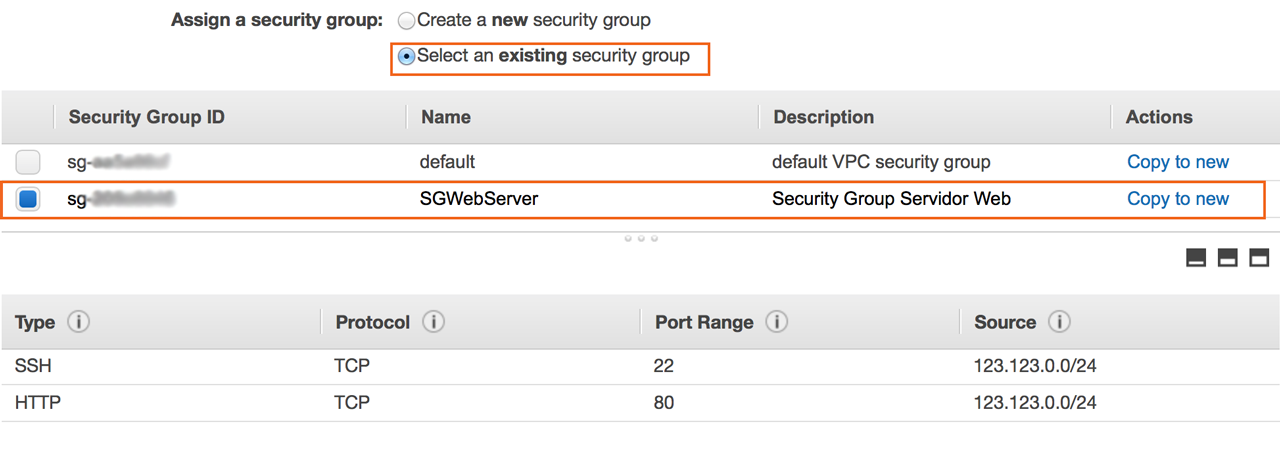 Assign a security group: Create a new security group
Select an existing security group
Security Group ID Name Description Actions
sg- default default VPC security group Copy to new
sg- SGWebServer Security Group Servidor Web Copy to new
Type Protocol Port Range Source
SSH TCP 22 123.123.0.0/24
HTTP TCP 80 123.123.0.0/24